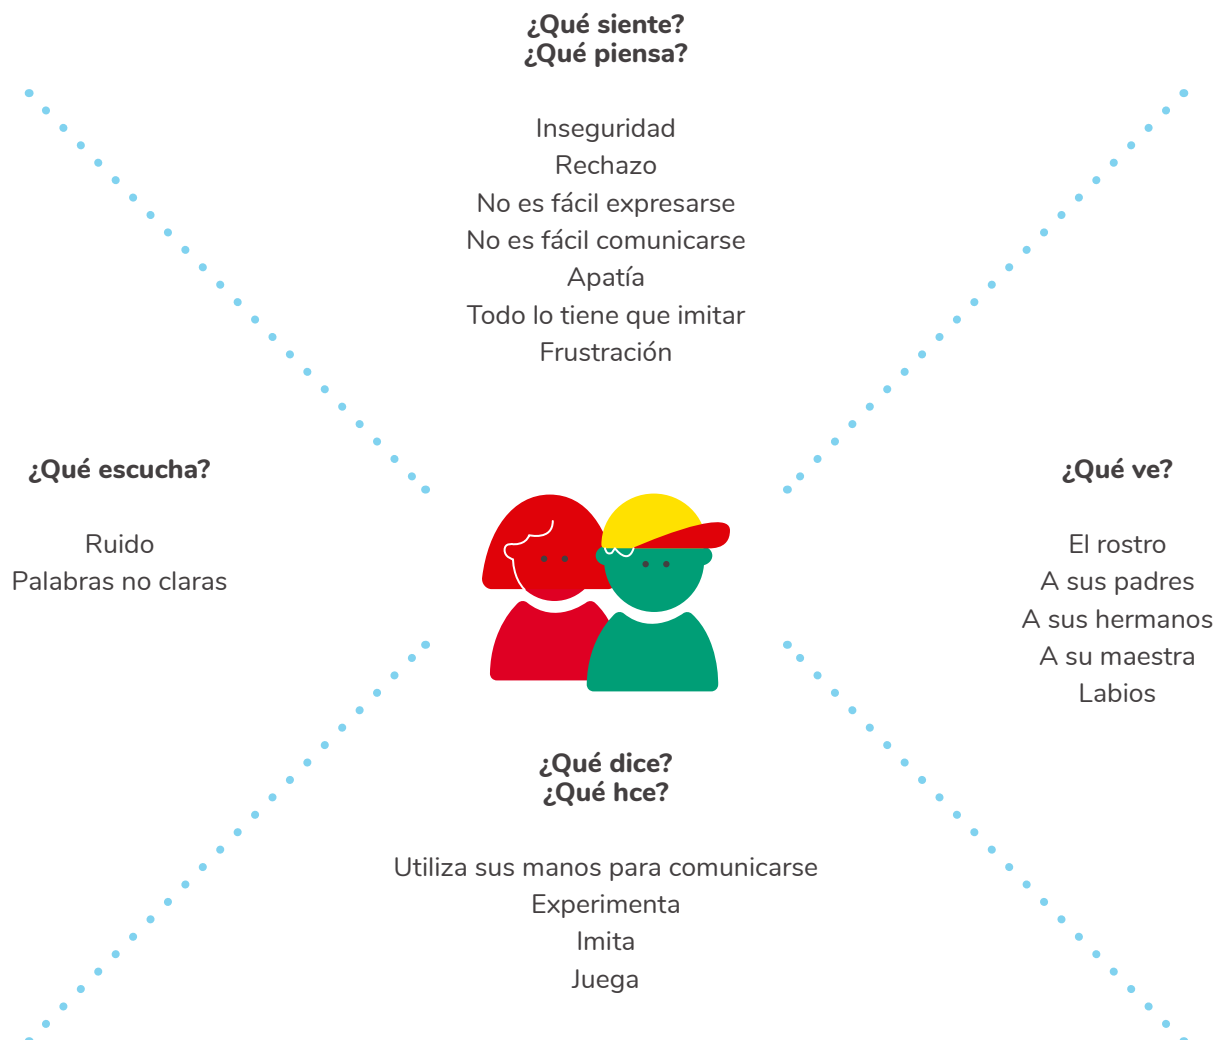 ¿Qué siente?
¿Qué piensa?
Inseguridad
Rechazo
No es fácil expresarse
No es fácil comunicarse
Apatía
Todo lo tiene que imitar
Frustración
¿Qué escucha?
Ruido
Palabras no claras
¿Qué ve?
El rostro
A sus padres
A sus hermanos
A su maestra
Labios
¿Qué dice?
¿Qué hce?
Utiliza sus manos para comunicarse
Experimenta
Imita
Juega